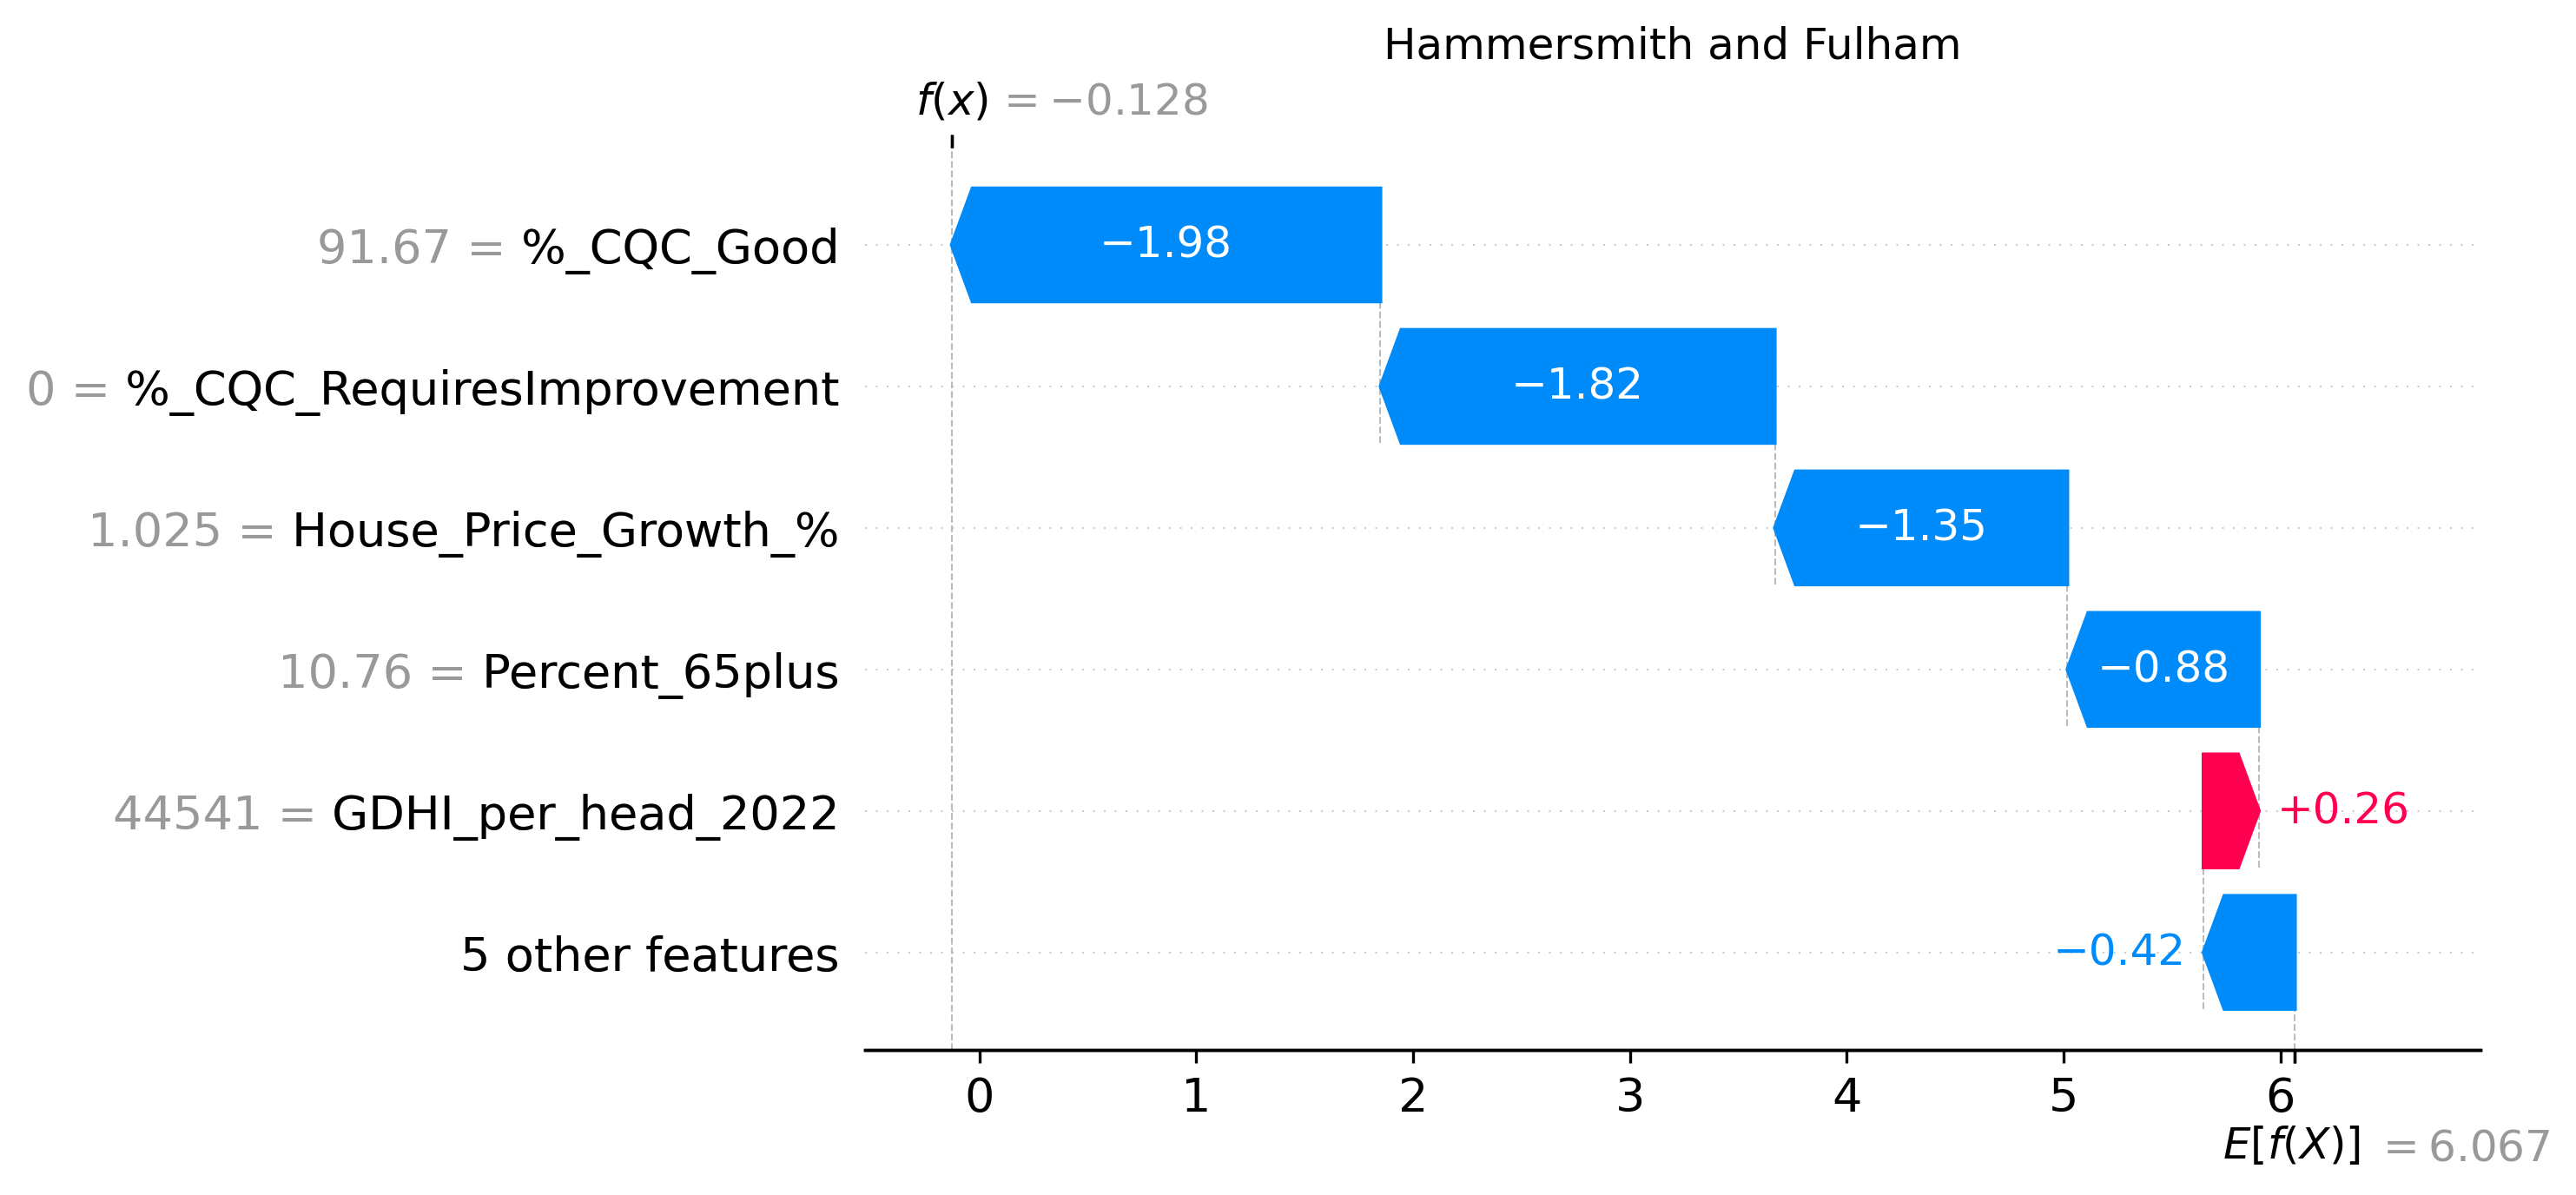 Hammersmith and Fulham
f(x) = −0.128
91.67 = %_CQC_Good
−1.98
0 = %_CQC_RequiresImprovement
−1.82
1.025 = House_Price_Growth_%
−1.35
10.76 = Percent_65plus
−0.88
44541 = GDHI_per_head_2022
+0.26
5 other features
−0.42
0 1 2 3 4 5 6
E[f(X)] = 6.067